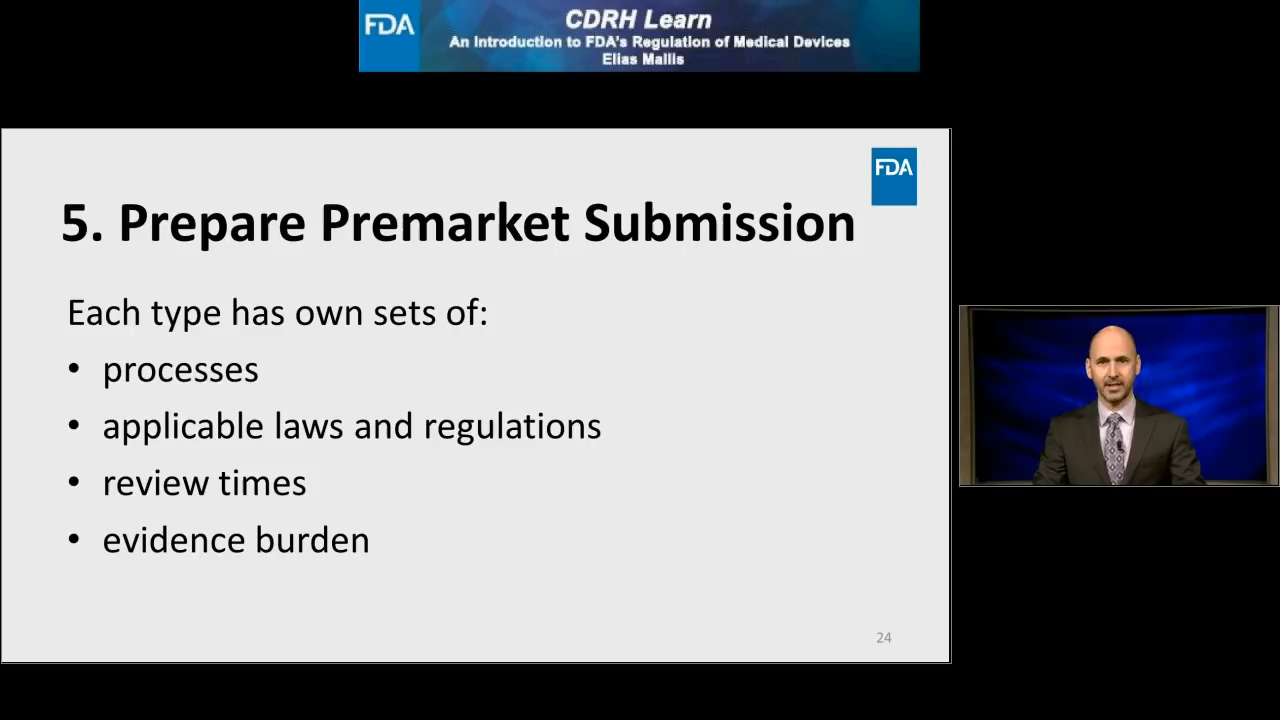 FDA
CDRH Learn
An Introduction to FDA's Regulation of Medical Devices
Elias Mallis
FDA
5. Prepare Premarket Submission
Each type has own sets of:
• processes
• applicable laws and regulations
• review times
• evidence burden
24